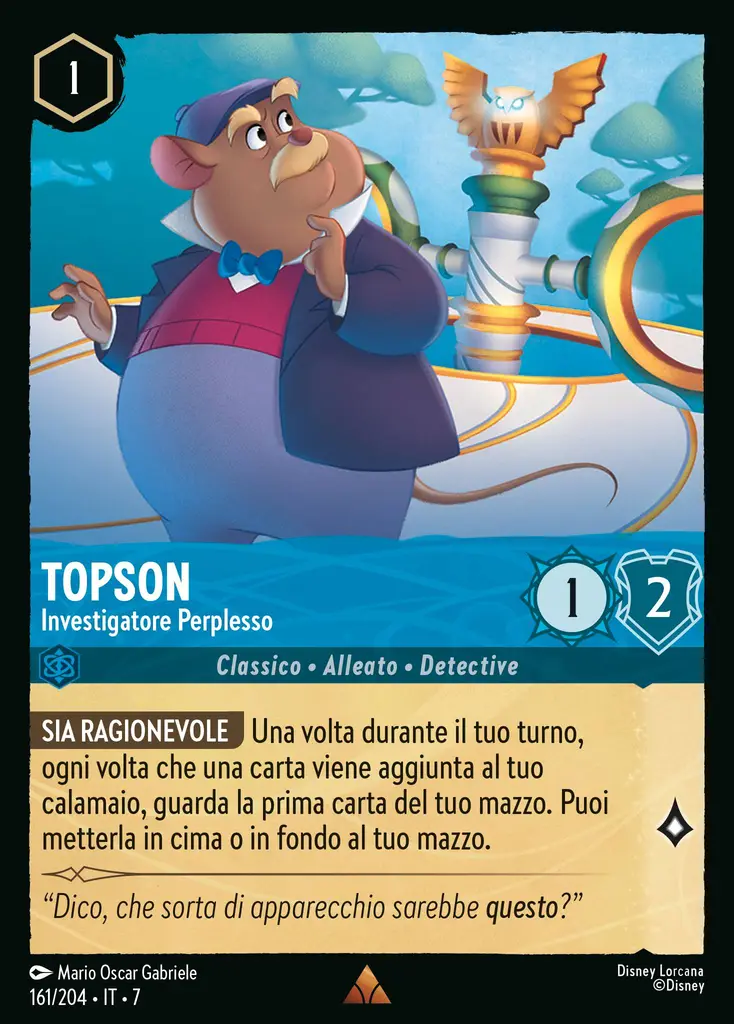 1
TOPSON
Investigatore Perplesso
1
2
Classico • Alleato • Detective
SIA RAGIONEVOLE Una volta durante il tuo turno,
ogni volta che una carta viene aggiunta al tuo
calamaio, guarda la prima carta del tuo mazzo. Puoi
metterla in cima o in fondo al tuo mazzo.
“Dico, che sorta di apparecchio sarebbe questo?”
Mario Oscar Gabriele
161/204 • IT • 7
Disney Lorcana
©Disney